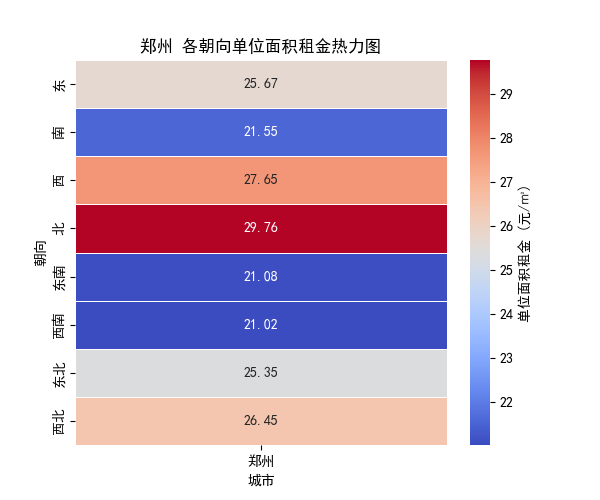 郑州 各朝向单位面积租金热力图
东
25.67
南
21.55
西
27.65
北
29.76
东南
21.08
西南
21.02
东北
25.35
西北
26.45
朝向
郑州
城市
29
28
27
26
25
24
23
22
单位面积租金 (元/㎡)